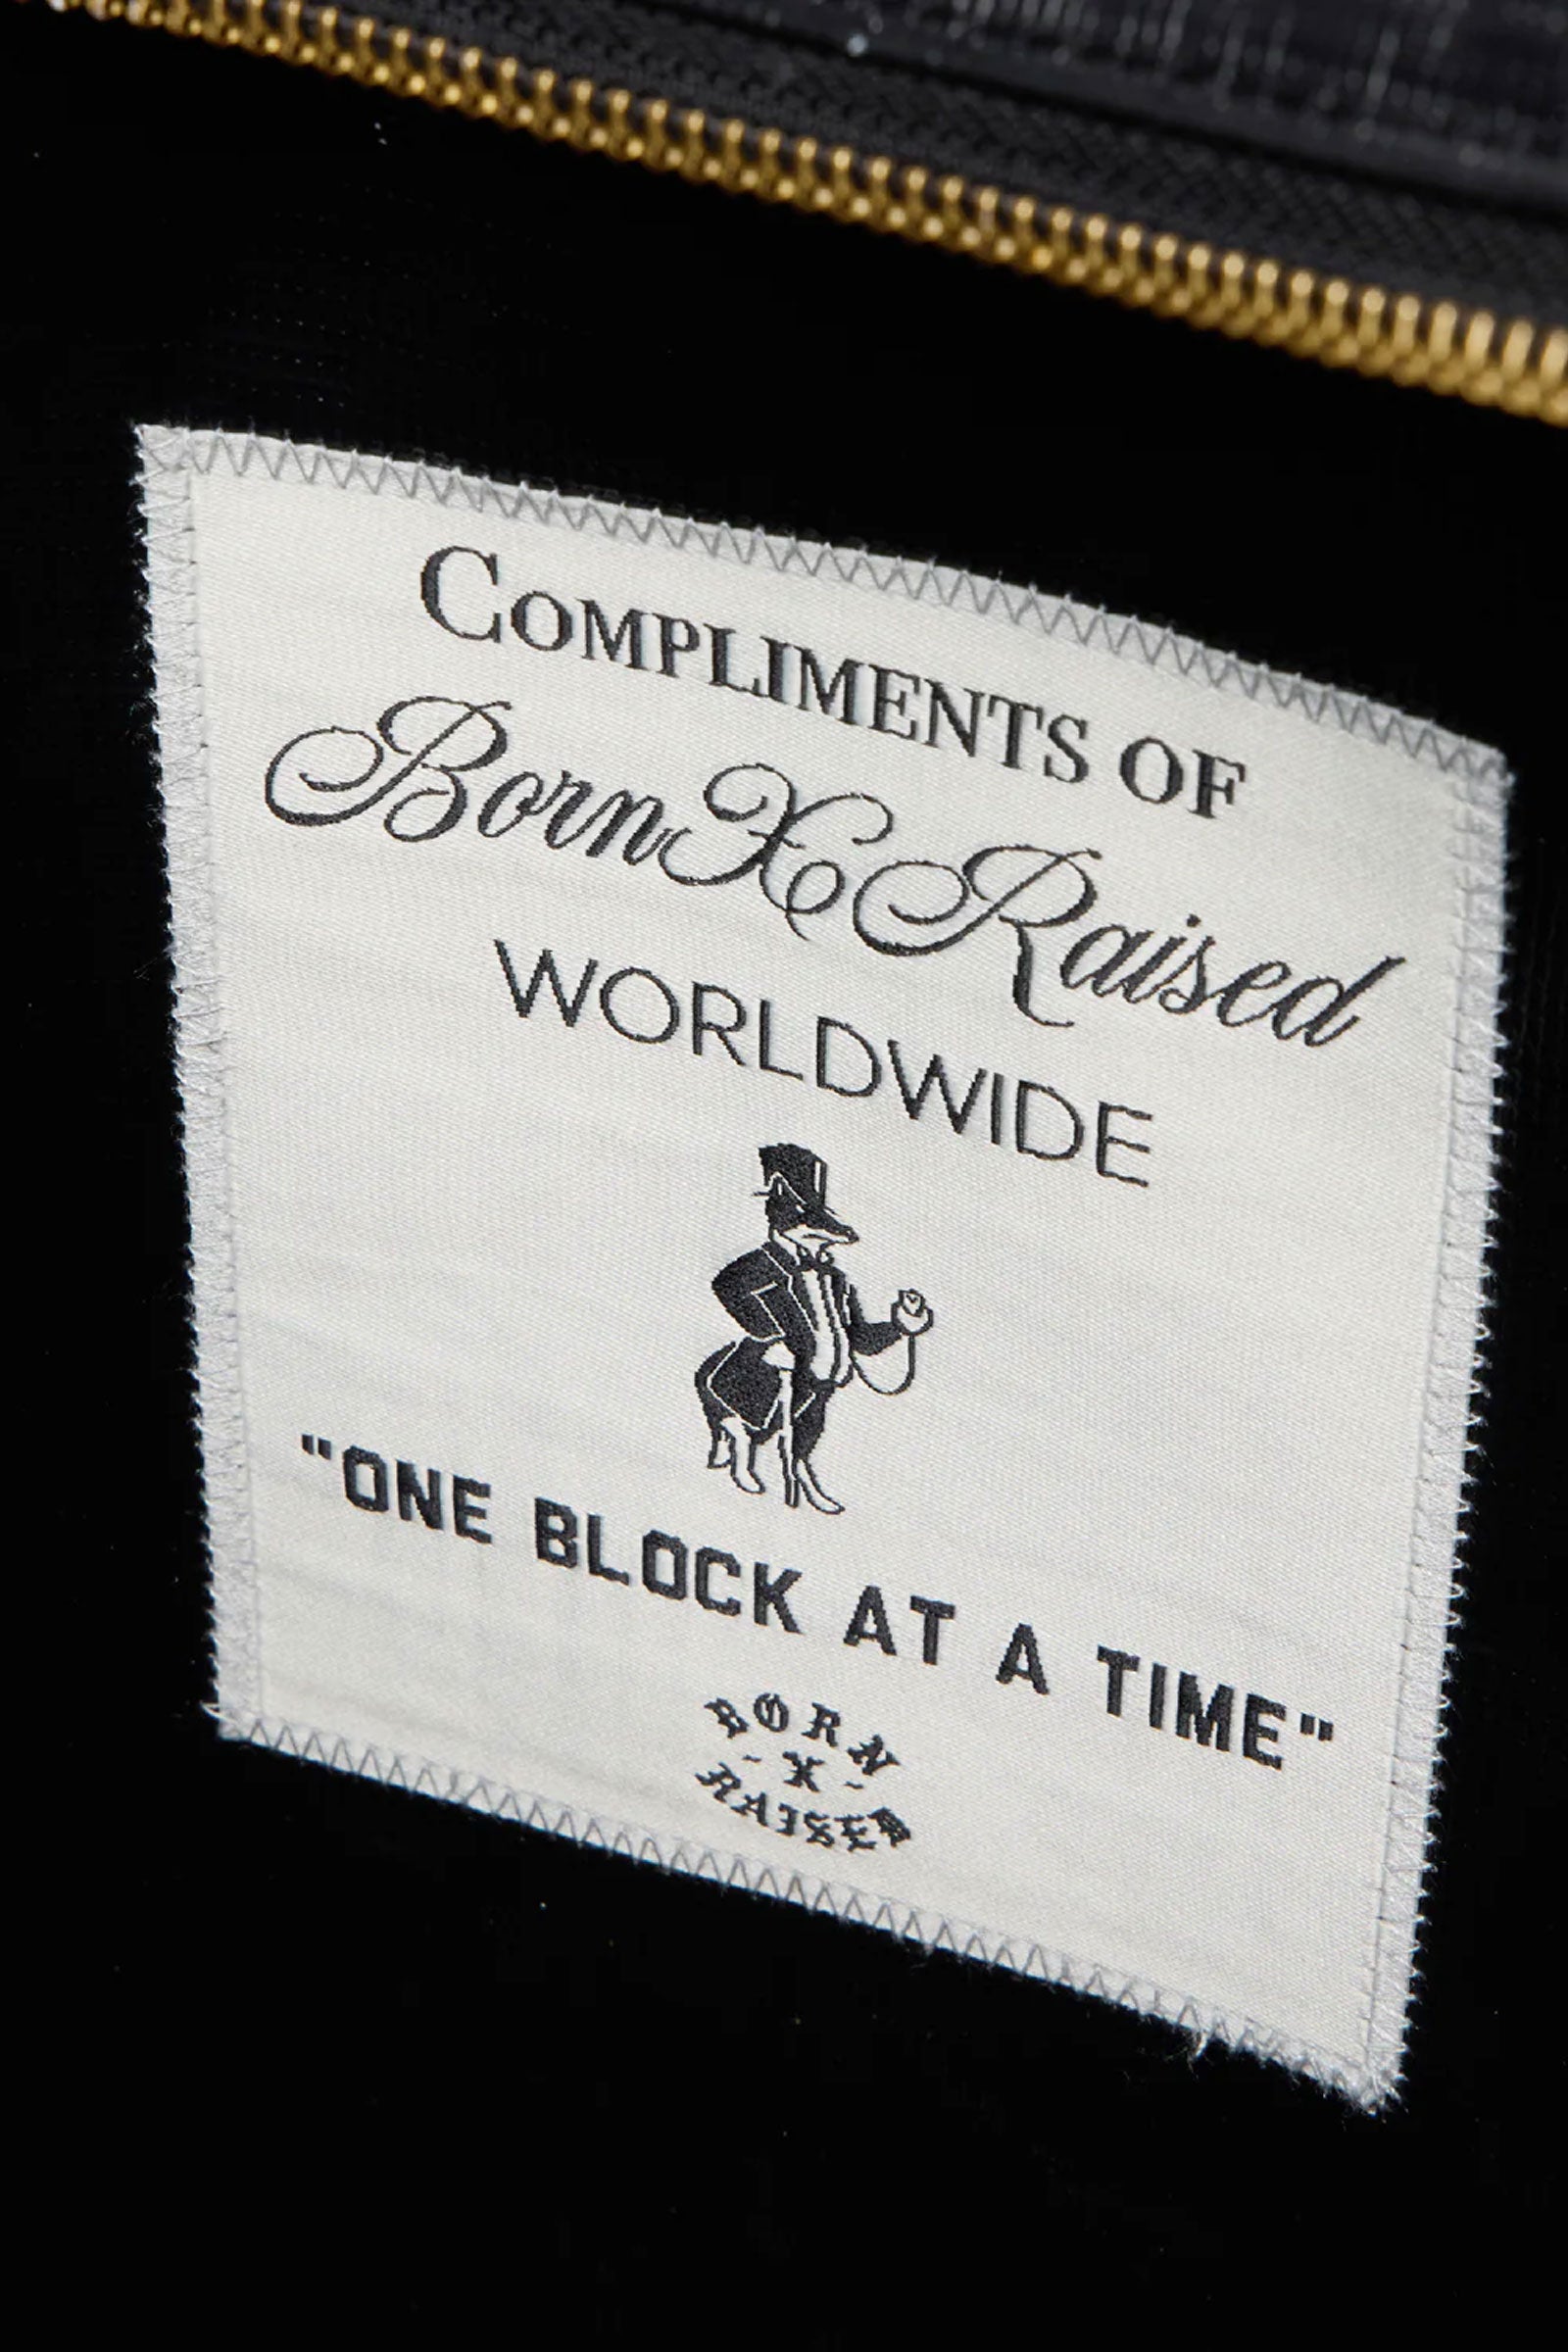 COMPLIMENTS OF
Born X Raised
WORLDWIDE
"ONE BLOCK AT A TIME"
BORN
- X -
RAISED